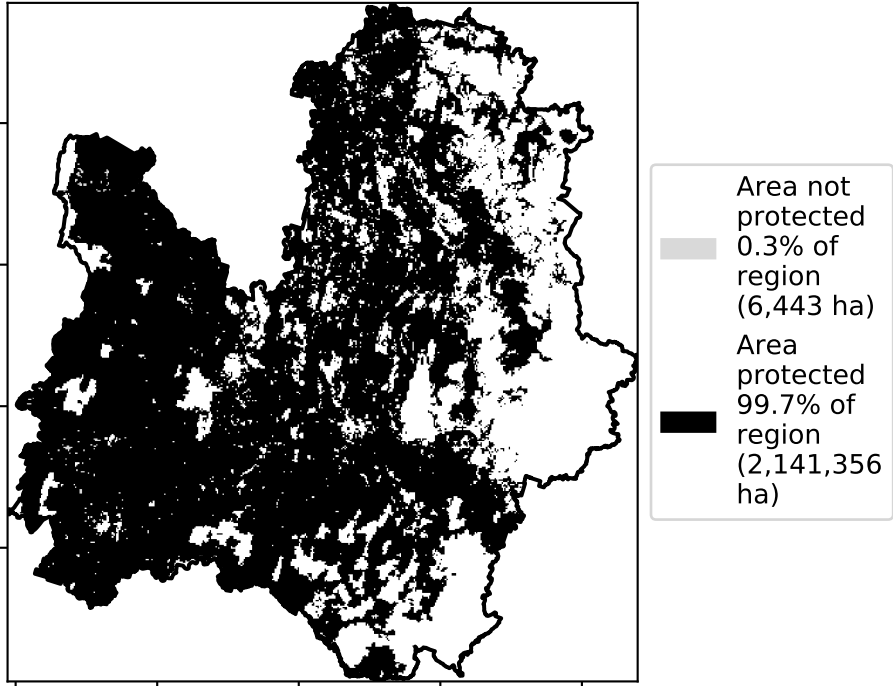 Area not
protected
0.3% of
region
(6,443 ha)
Area
protected
99.7% of
region
(2,141,356
ha)